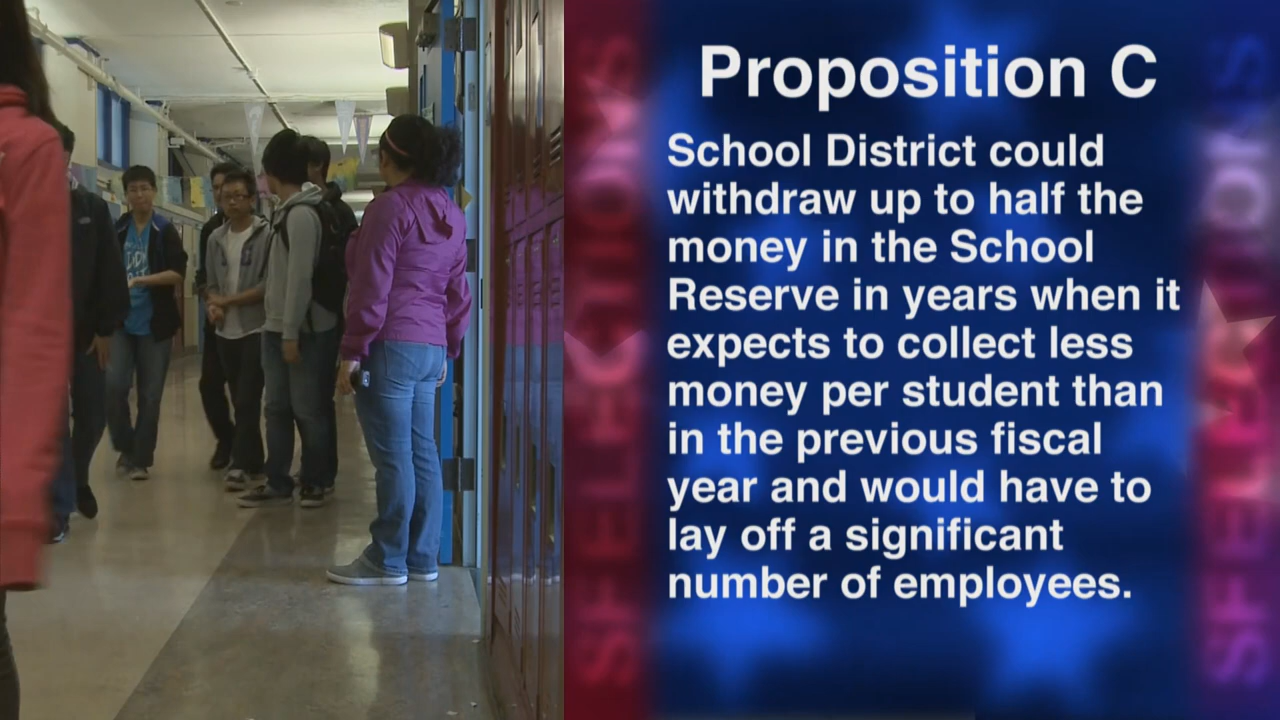 Proposition C
School District could
withdraw up to half the
money in the School
Reserve in years when it
expects to collect less
money per student than
in the previous fiscal
year and would have to
lay off a significant
number of employees.
SFELECTIONS